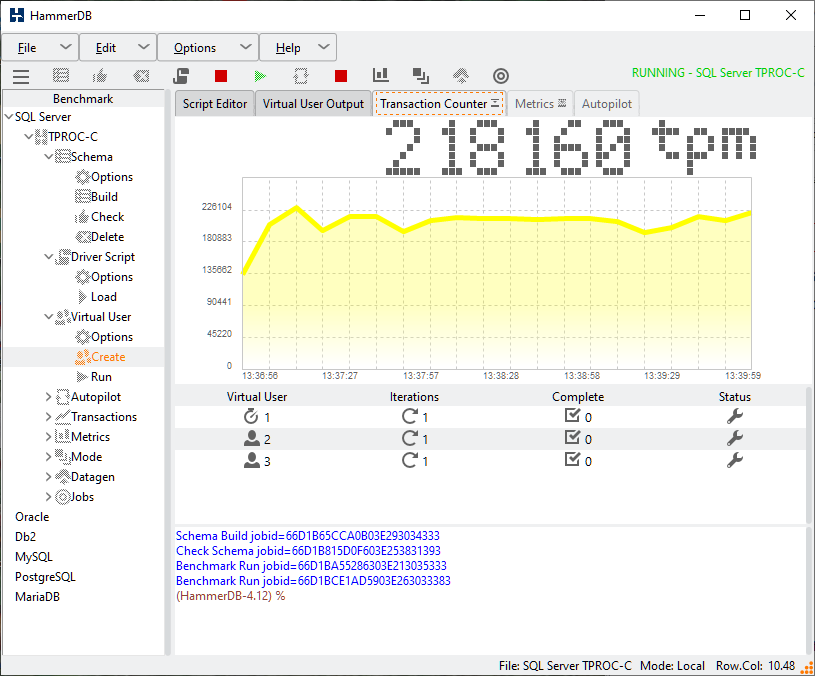 HammerDB
File Edit Options Help
RUNNING - SQL Server TPROC-C
Benchmark
SQL Server
TPROC-C
Schema
Options
Build
Check
Delete
Driver Script
Options
Load
Virtual User
Options
Create
Run
Autopilot
Transactions
Metrics
Mode
Datagen
Jobs
Oracle
Db2
MySQL
PostgreSQL
MariaDB
Script Editor Virtual User Output Transaction Counter Metrics Autopilot
218160 tpm
226104
180883
135662
90441
45220
0
13:36:56 13:37:27 13:37:57 13:38:28 13:38:58 13:39:29 13:39:59
Virtual User Iterations Complete Status
1 1 0
2 1 0
3 1 0
Schema Build jobid=66D1B65CCA0B03E293034333
Check Schema jobid=66D1B815D0F603E253831393
Benchmark Run jobid=66D1BA55286303E213035333
Benchmark Run jobid=66D1BCE1AD5903E263033383
(HammerDB-4.12) %
File: SQL Server TPROC-C Mode: Local Row.Col: 10.48